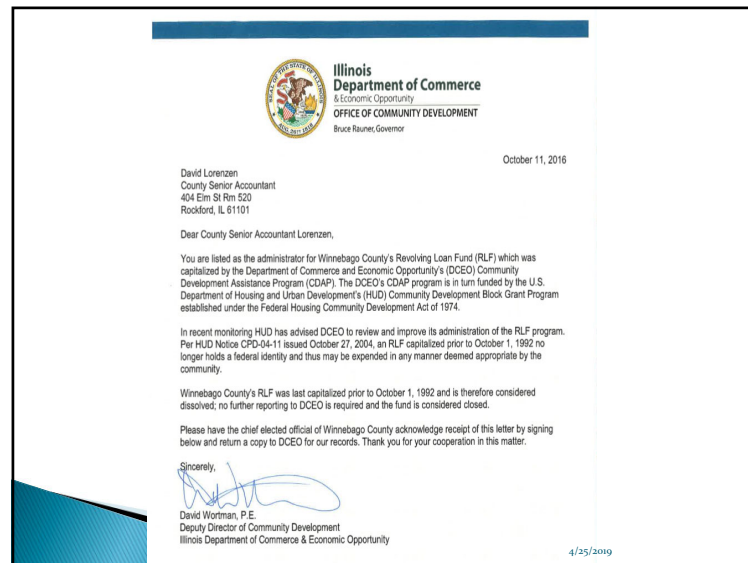 Illinois
Department of Commerce
& Economic Opportunity
OFFICE OF COMMUNITY DEVELOPMENT
Bruce Rauner, Governor
October 11, 2016
David Lorenzen
County Senior Accountant
404 Elm St Rm 520
Rockford, IL 61101
Dear County Senior Accountant Lorenzen,
You are listed as the administrator for Winnebago County's Revolving Loan Fund (RLF) which was
capitalized by the Department of Commerce and Economic Opportunity's (DCEO) Community
Development Assistance Program (CDAP). The DCEO's CDAP program is in turn funded by the U.S.
Department of Housing and Urban Development's (HUD) Community Development Block Grant Program
established under the Federal Housing Community Development Act of 1974.
In recent monitoring HUD has advised DCEO to review and improve its administration of the RLF program.
Per HUD Notice CPD-04-11 issued October 27, 2004, an RLF capitalized prior to October 1, 1992 no
longer holds a federal identity and thus may be expended in any manner deemed appropriate by the
community.
Winnebago County's RLF was last capitalized prior to October 1, 1992 and is therefore considered
dissolved; no further reporting to DCEO is required and the fund is considered closed.
Please have the chief elected official of Winnebago County acknowledge receipt of this letter by signing
below and return a copy to DCEO for our records. Thank you for your cooperation in this matter.
Sincerely,
David Wortman, P.E.
Deputy Director of Community Development
Illinois Department of Commerce & Economic Opportunity
4/25/2019